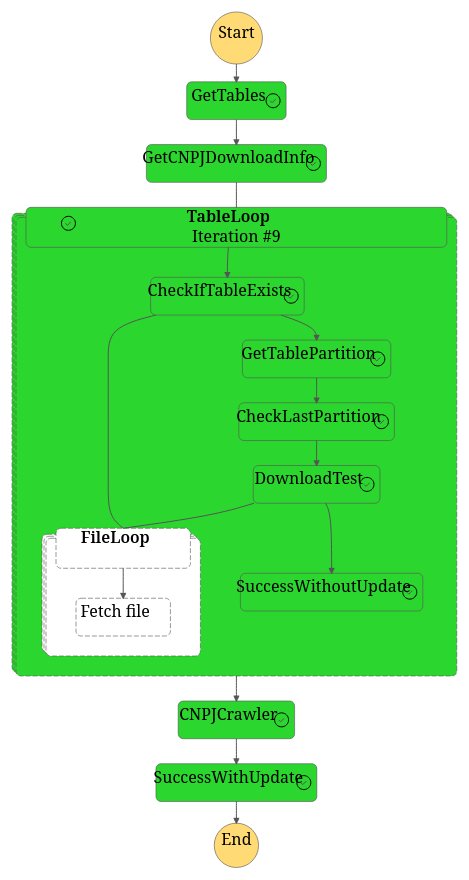 Start
GetTables
GetCNPJDownloadInfo
TableLoop
Iteration #9
CheckIfTableExists
GetTablePartition
CheckLastPartition
DownloadTest
FileLoop
SuccessWithoutUpdate
Fetch file
CNPJCrawler
SuccessWithUpdate
End